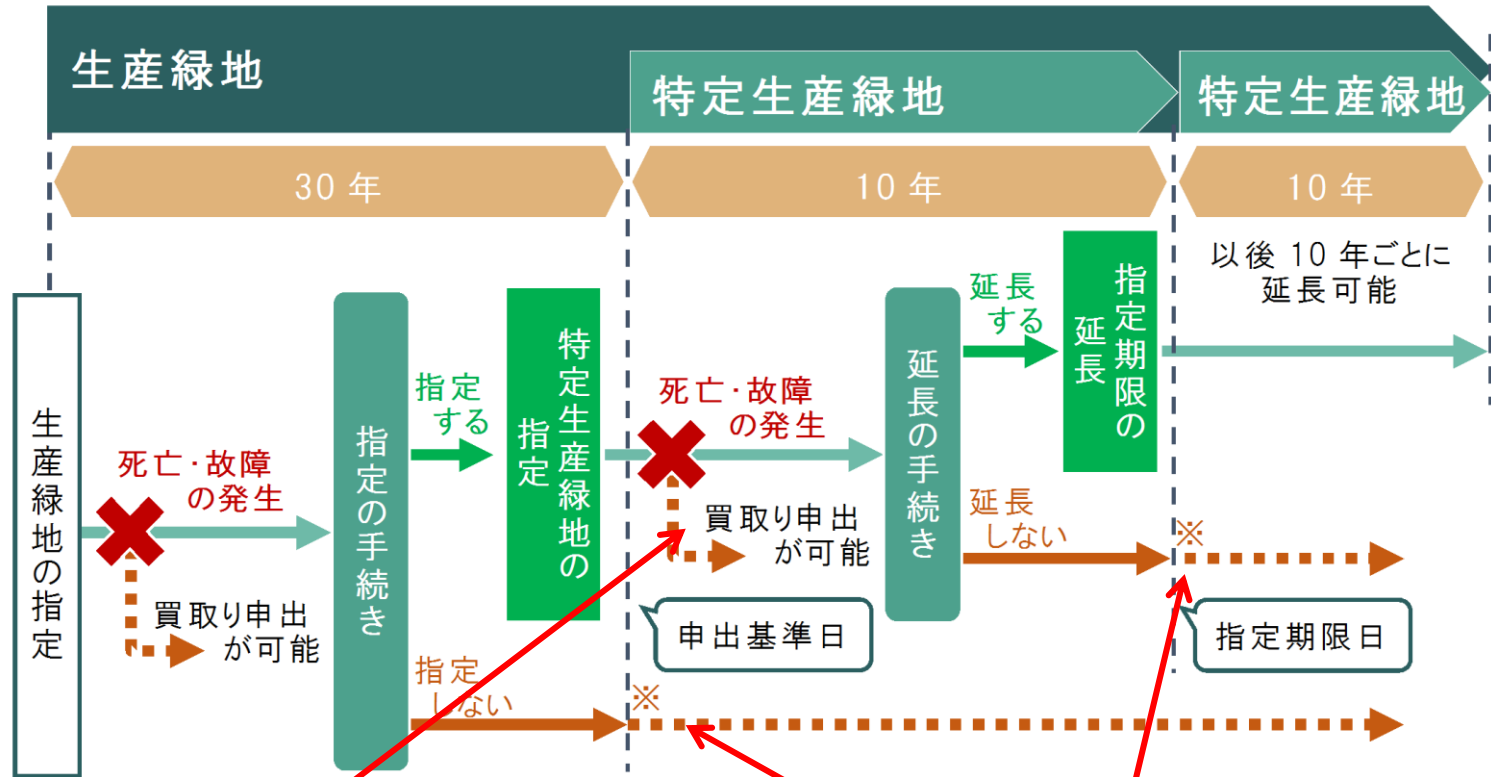 生産緑地
特定生産緑地
特定生産緑地
30 年
10 年
10 年
生産緑地の指定
死亡・故障
の発生
買取り申出
が可能
指定の手続き
指定
する
特定生産緑地の
指定
指定
しない
※
死亡・故障
の発生
買取り申出
が可能
申出基準日
延長の手続き
延長
する
指定期限の
延長
延長
しない
※
指定期限日
以後 10 年ごとに
延長可能